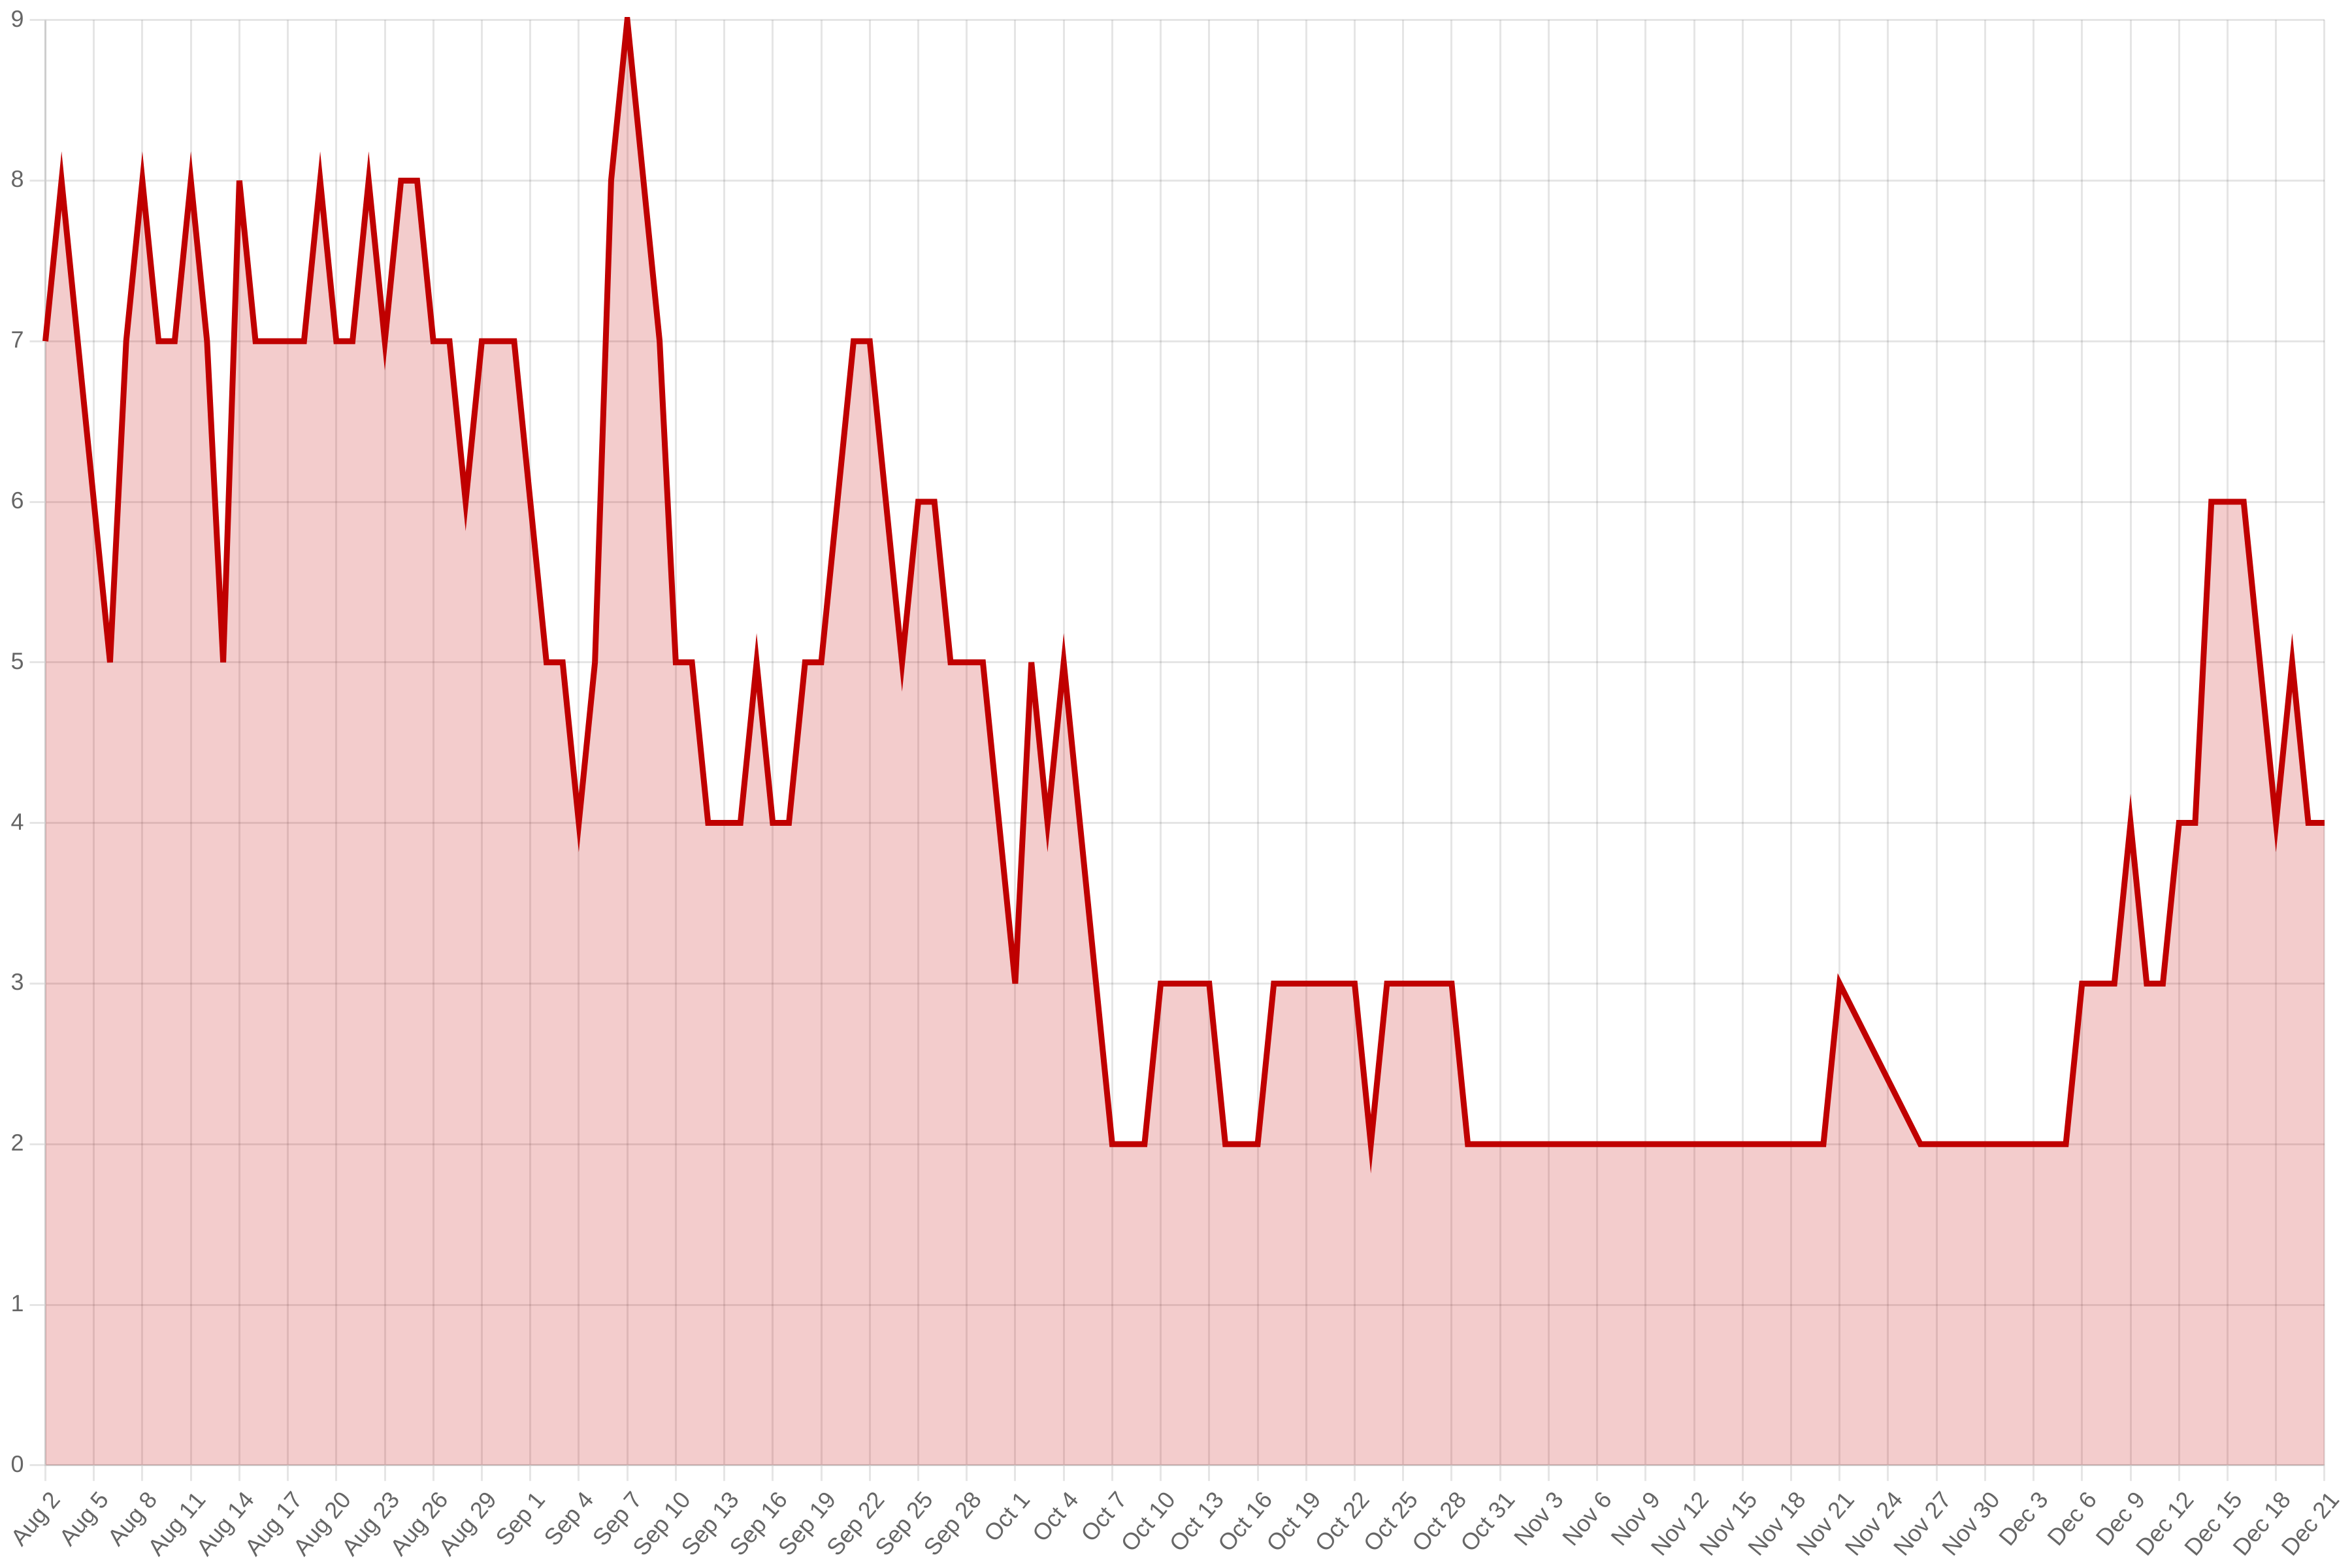 9
8
7
6
5
4
3
2
1
0
Aug 2
Aug 5
Aug 8
Aug 11
Aug 14
Aug 17
Aug 20
Aug 23
Aug 26
Aug 29
Sep 1
Sep 4
Sep 7
Sep 10
Sep 13
Sep 16
Sep 19
Sep 22
Sep 25
Sep 28
Oct 1
Oct 4
Oct 7
Oct 10
Oct 13
Oct 16
Oct 19
Oct 22
Oct 25
Oct 28
Oct 31
Nov 3
Nov 6
Nov 9
Nov 12
Nov 15
Nov 18
Nov 21
Nov 24
Nov 27
Nov 30
Dec 3
Dec 6
Dec 9
Dec 12
Dec 15
Dec 18
Dec 21